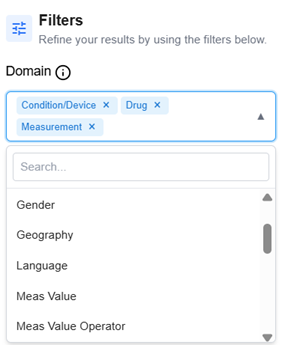 Filters
Refine your results by using the filters below.
Domain
Condition/Device × Drug ×
Measurement ×
Search...
Gender
Geography
Language
Meas Value
Meas Value Operator